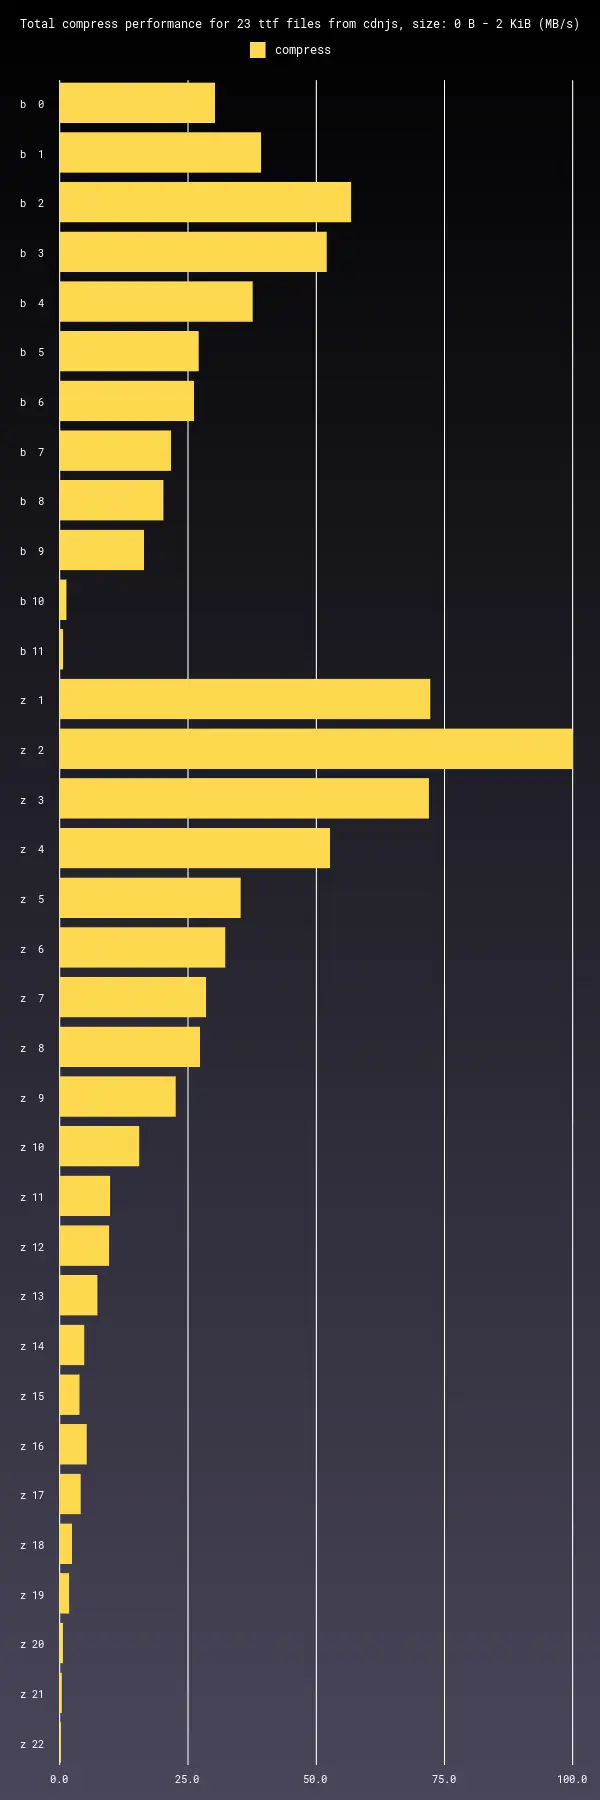 Total compress performance for 23 ttf files from cdnjs, size: 0 B - 2 KiB (MB/s)
compress
b 0
b 1
b 2
b 3
b 4
b 5
b 6
b 7
b 8
b 9
b 10
b 11
z 1
z 2
z 3
z 4
z 5
z 6
z 7
z 8
z 9
z 10
z 11
z 12
z 13
z 14
z 15
z 16
z 17
z 18
z 19
z 20
z 21
z 22
0.0 25.0 50.0 75.0 100.0